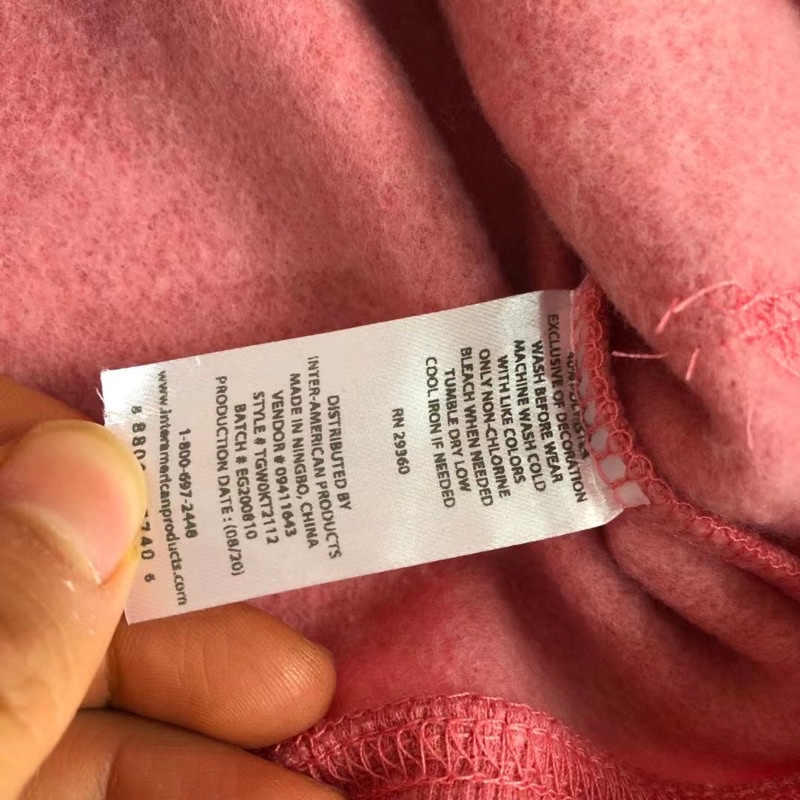 EXCLUSIVE OF DECORATION
WASH BEFORE WEAR
MACHINE WASH COLD
WITH LIKE COLORS
ONLY NON-CHLORINE
BLEACH WHEN NEEDED
TUMBLE DRY LOW
COOL IRON IF NEEDED
RN 29360
DISTRIBUTED BY
INTER-AMERICAN PRODUCTS
MADE IN NINGBO, CHINA
VENDOR # 09411643
STYLE # TGW0KT2112
BATCH # EG200810
PRODUCTION DATE : (08/20)
1-800-697-2448
www.interamericanproducts.com